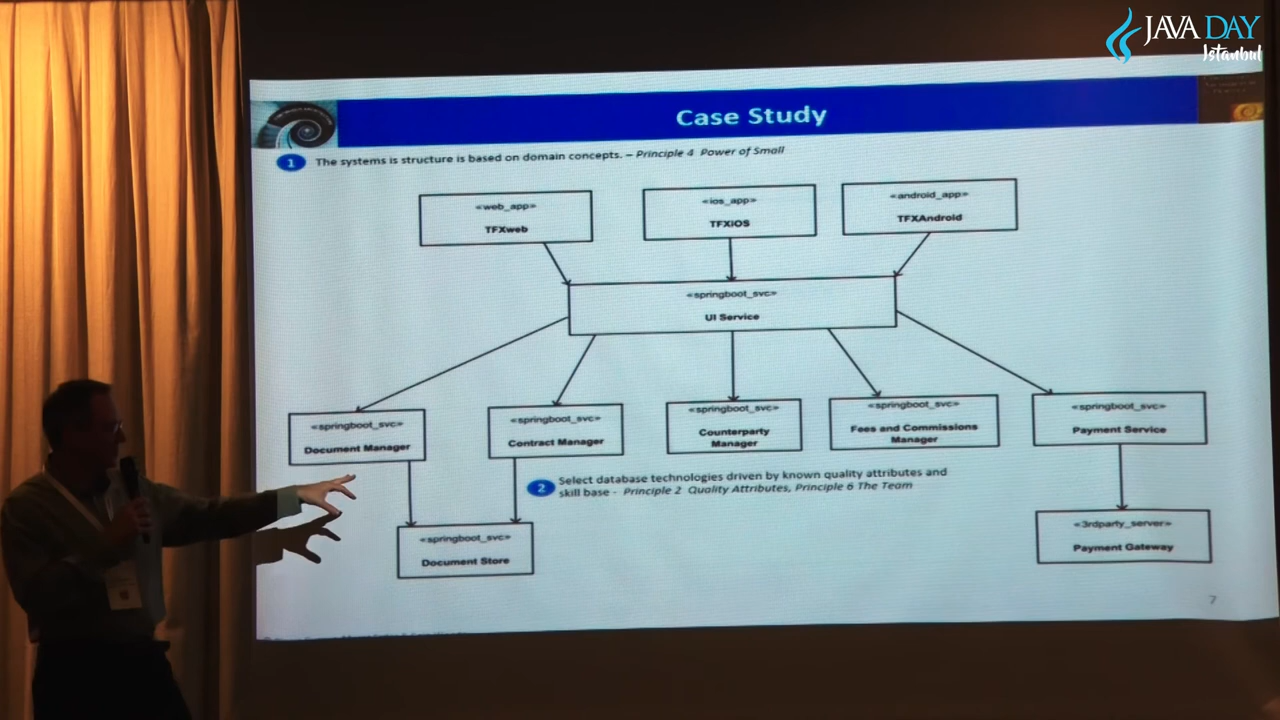 JAVA DAY
Istanbul
Case Study
1 The systems is structure is based on domain concepts. – Principle 4 Power of Small
«web_app»
TFXweb
«ios_app»
TFXiOS
«android_app»
TFXAndroid
«springboot_svc»
UI Service
«springboot_svc»
Document Manager
«springboot_svc»
Contract Manager
«springboot_svc»
Counterparty
Manager
«springboot_svc»
Fees and Commissions
Manager
«springboot_svc»
Payment Service
2 Select database technologies driven by known quality attributes and
skill base - Principle 2 Quality Attributes, Principle 6 The Team
«springboot_svc»
Document Store
«3rdparty_server»
Payment Gateway
7